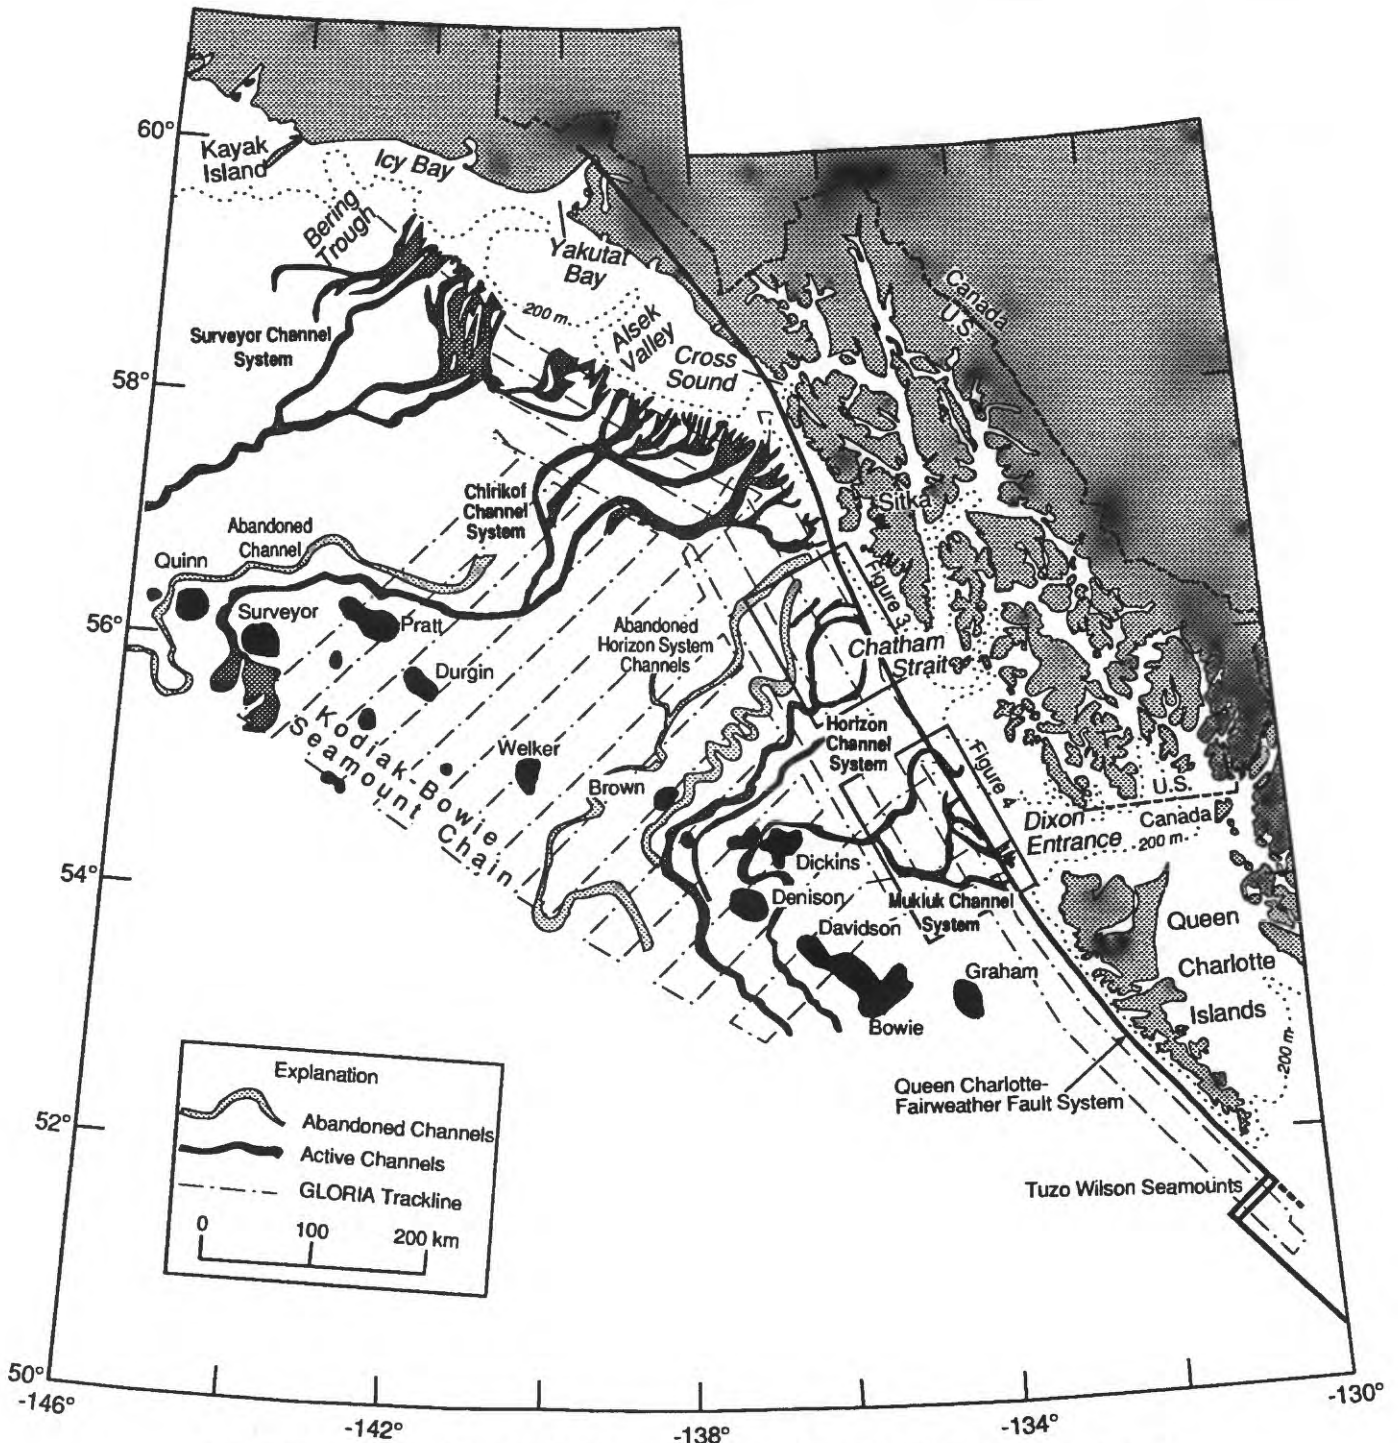 60°
Kayak
Island
Icy Bay
Bering
Trough
Yakutat
Bay
200 m
Alsek
Valley
Cross
Sound
Canada
U.S.
Surveyor Channel
System
58°
Chirikof
Channel
System
Sitka
Abandoned
Channel
Quinn
Surveyor
Pratt
56°
Durgin
Abandoned
Horizon System
Channels
Figure 3
Chatham
Strait
Kodiak-Bowie
Seamount Chain
Welker
Brown
Horizon
Channel
System
Figure 4
U.S.
Canada
Dixon
Entrance
200 m
54°
Dickins
Denison
Davidson
Mukluk Channel
System
Bowie
Graham
Queen
Charlotte
Islands
200 m
Queen Charlotte-
Fairweather Fault System
Tuzo Wilson Seamounts
52°
Explanation
Abandoned Channels
Active Channels
GLORIA Trackline
0 100 200 km
50°
-146°
-142°
-138°
-134°
-130°